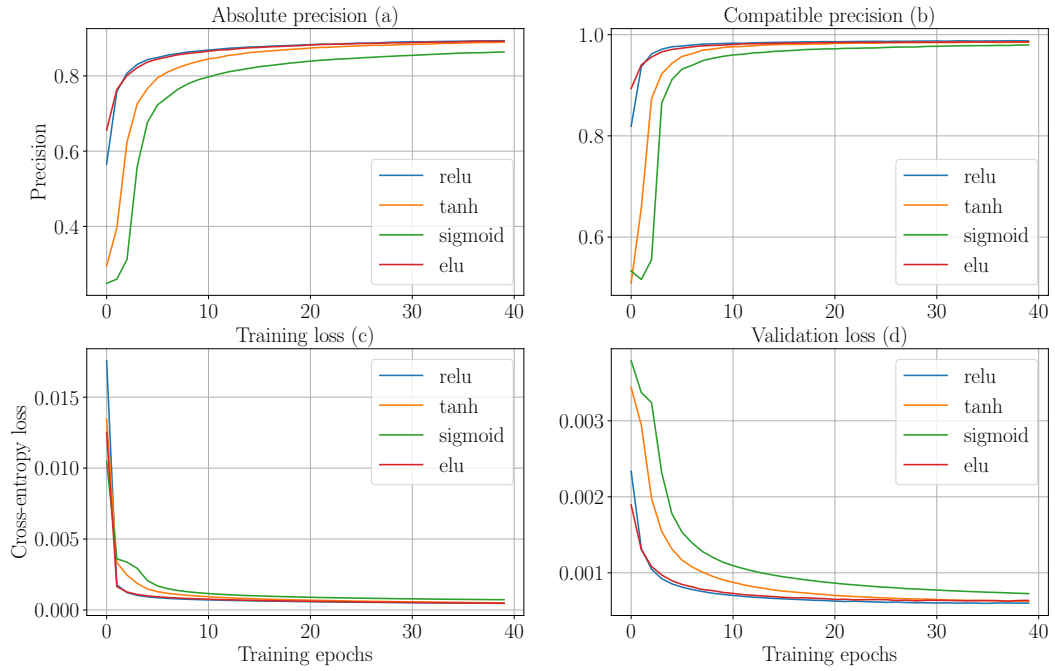 Absolute precision (a)
Precision
0.8
0.6
0.4
relu
tanh
sigmoid
elu
0 10 20 30 40
Compatible precision (b)
1.0
0.8
0.6
relu
tanh
sigmoid
elu
0 10 20 30 40
Training loss (c)
Cross-entropy loss
0.015
0.010
0.005
0.000
relu
tanh
sigmoid
elu
0 10 20 30 40
Training epochs
Validation loss (d)
0.003
0.002
0.001
relu
tanh
sigmoid
elu
0 10 20 30 40
Training epochs